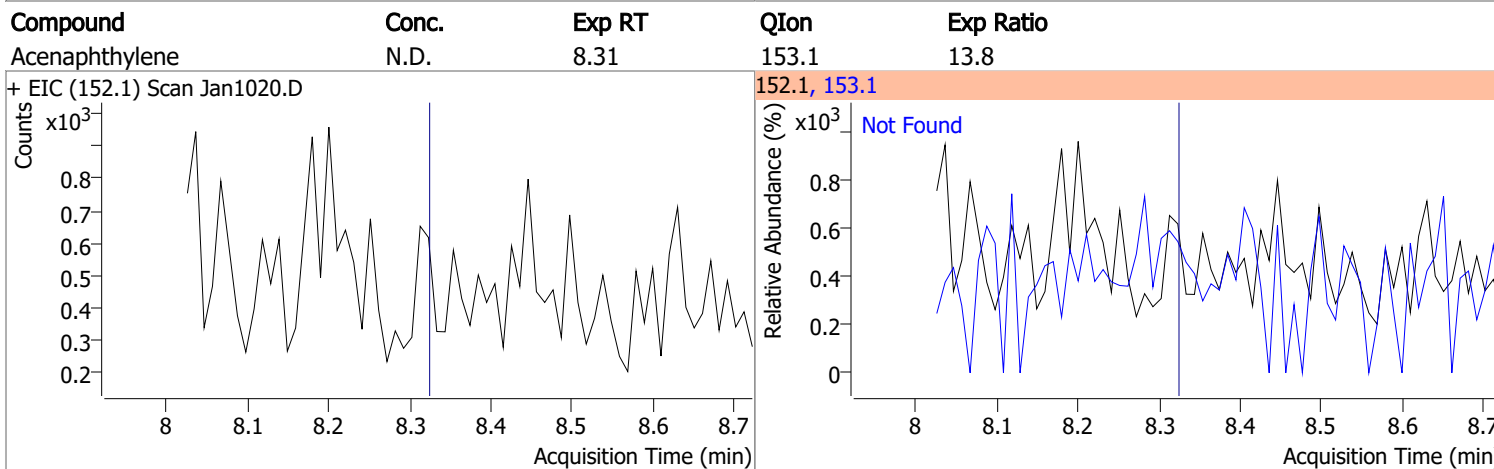 Compound Conc. Exp RT QIon Exp Ratio
Acenaphthylene N.D. 8.31 153.1 13.8
+ EIC (152.1) Scan Jan1020.D
Counts
x10³
0.8
0.7
0.6
0.5
0.4
0.3
0.2
8 8.1 8.2 8.3 8.4 8.5 8.6 8.7
Acquisition Time (min)
152.1, 153.1
Relative Abundance (%)
x10³
Not Found
0.8
0.6
0.4
0.2
0
8 8.1 8.2 8.3 8.4 8.5 8.6 8.7
Acquisition Time (min